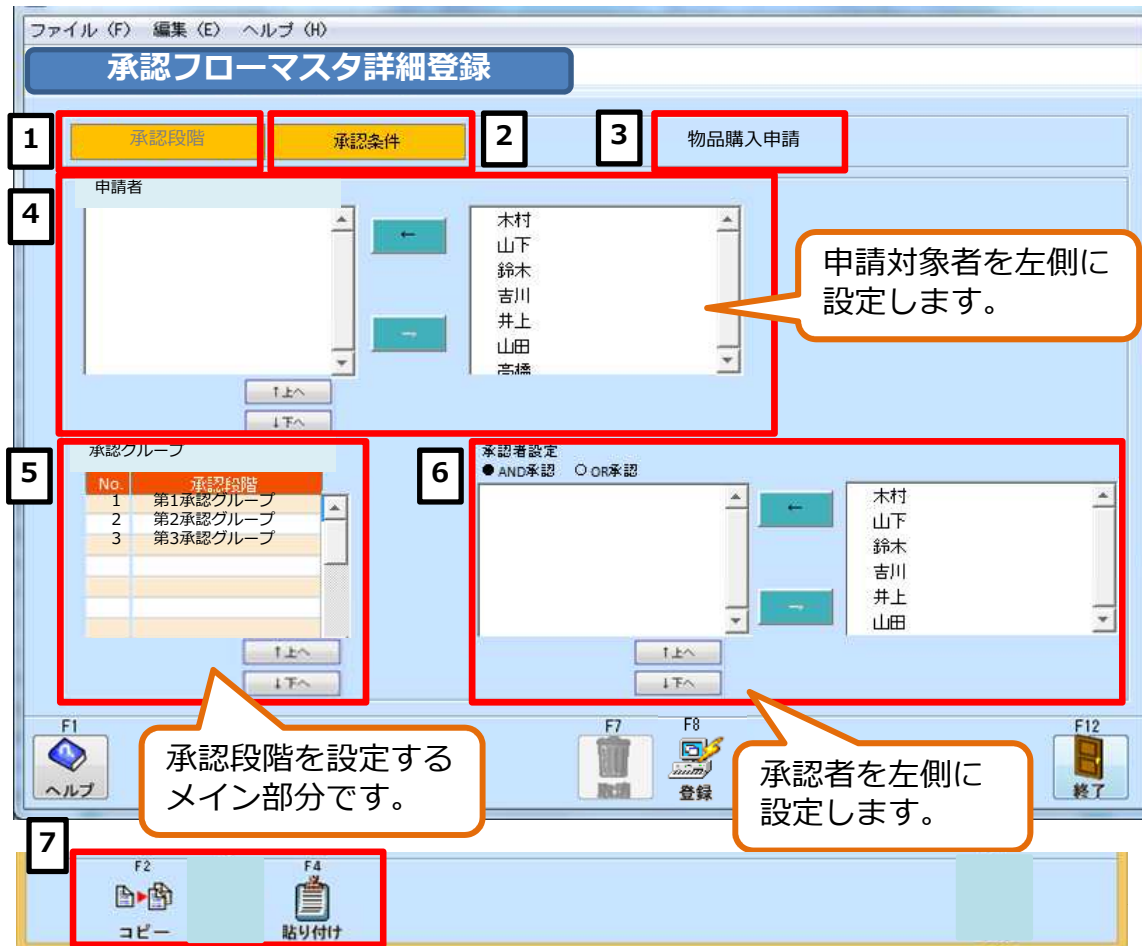 ファイル (F) 編集 (E) ヘルプ (H)
承認フローマスタ詳細登録
1 承認段階 承認条件 2 3 物品購入申請
4 申請者
←
→
木村
山下
鈴木
吉川
井上
山田
高橋
申請対象者を左側に
設定します。
↑上へ
↓下へ
5 承認グループ
No. 承認段階
1 第1承認グループ
2 第2承認グループ
3 第3承認グループ
↑上へ
↓下へ
6 承認者設定
●AND承認 ○OR承認
←
→
木村
山下
鈴木
吉川
井上
山田
↑上へ
↓下へ
承認段階を設定する
メイン部分です。
承認者を左側に
設定します。
F1 F7 F8 F12
ヘルプ 取消 登録 終了
7
F2 F4
コピー 貼り付け